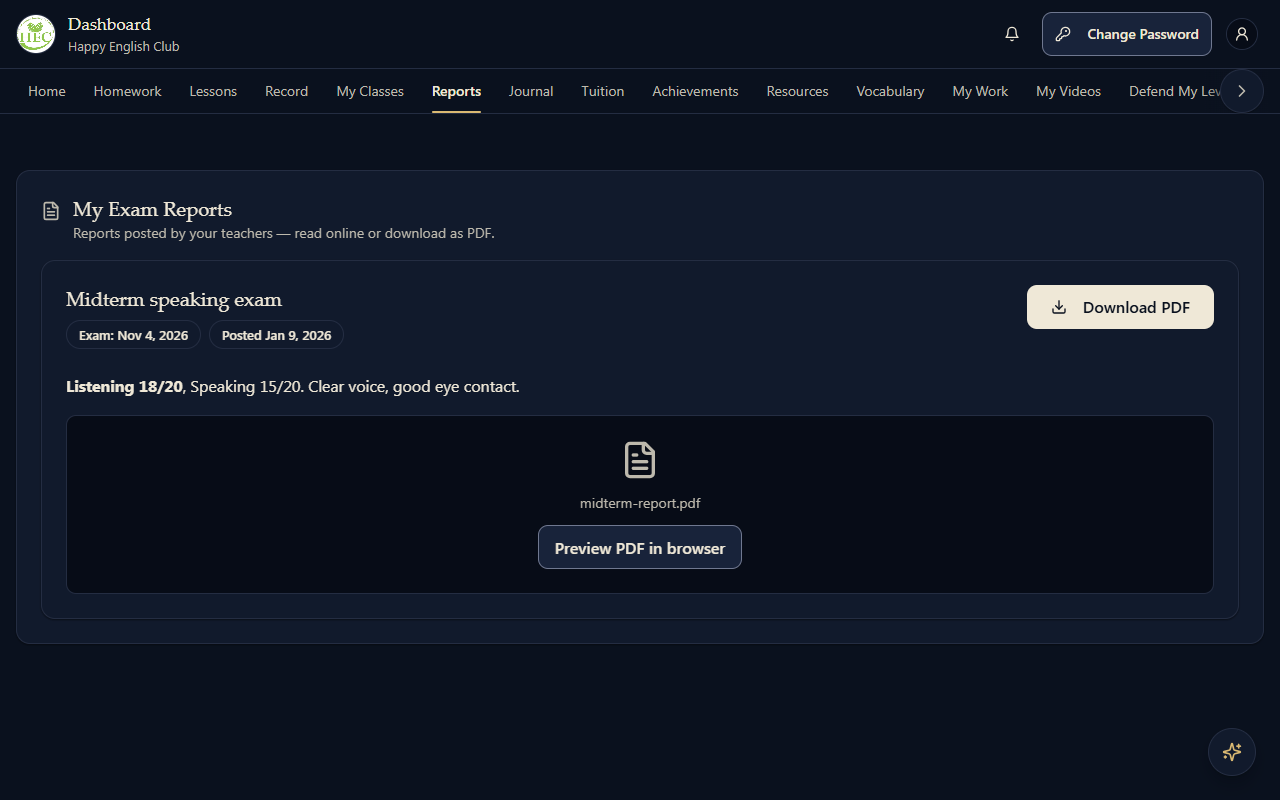 HEC
Dashboard
Happy English Club
Change Password
Home Homework Lessons Record My Classes Reports Journal Tuition Achievements Resources Vocabulary My Work My Videos Defend My Lev
My Exam Reports
Reports posted by your teachers — read online or download as PDF.
Midterm speaking exam
Download PDF
Exam: Nov 4, 2026 Posted Jan 9, 2026
Listening 18/20, Speaking 15/20. Clear voice, good eye contact.
midterm-report.pdf
Preview PDF in browser